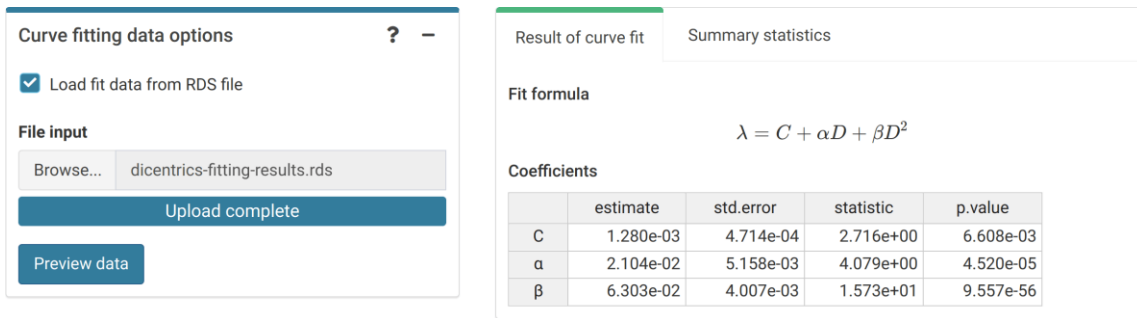 Curve fitting data options ? −
Load fit data from RDS file
File input
Browse... dicentrics-fitting-results.rds
Upload complete
Preview data
Result of curve fit Summary statistics
Fit formula
λ = C + αD + βD²
Coefficients
estimate std.error statistic p.value
C 1.280e-03 4.714e-04 2.716e+00 6.608e-03
α 2.104e-02 5.158e-03 4.079e+00 4.520e-05
β 6.303e-02 4.007e-03 1.573e+01 9.557e-56